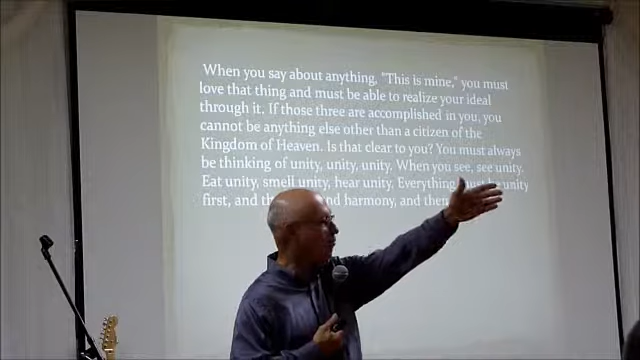 When you say about anything, "This is mine," you must
love that thing and must be able to realize your ideal
through it. If those three are accomplished in you, you
cannot be anything else other than a citizen of the
Kingdom of Heaven. Is that clear to you? You must always
be thinking of unity, unity, unity. When you see, see unity.
Eat unity, smell unity, hear unity. Everything unity
first, and harmony, and